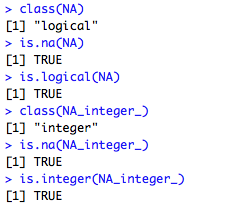 > class(NA)
[1] "logical"
> is.na(NA)
[1] TRUE
> is.logical(NA)
[1] TRUE
> class(NA_integer_)
[1] "integer"
> is.na(NA_integer_)
[1] TRUE
> is.integer(NA_integer_)
[1] TRUE